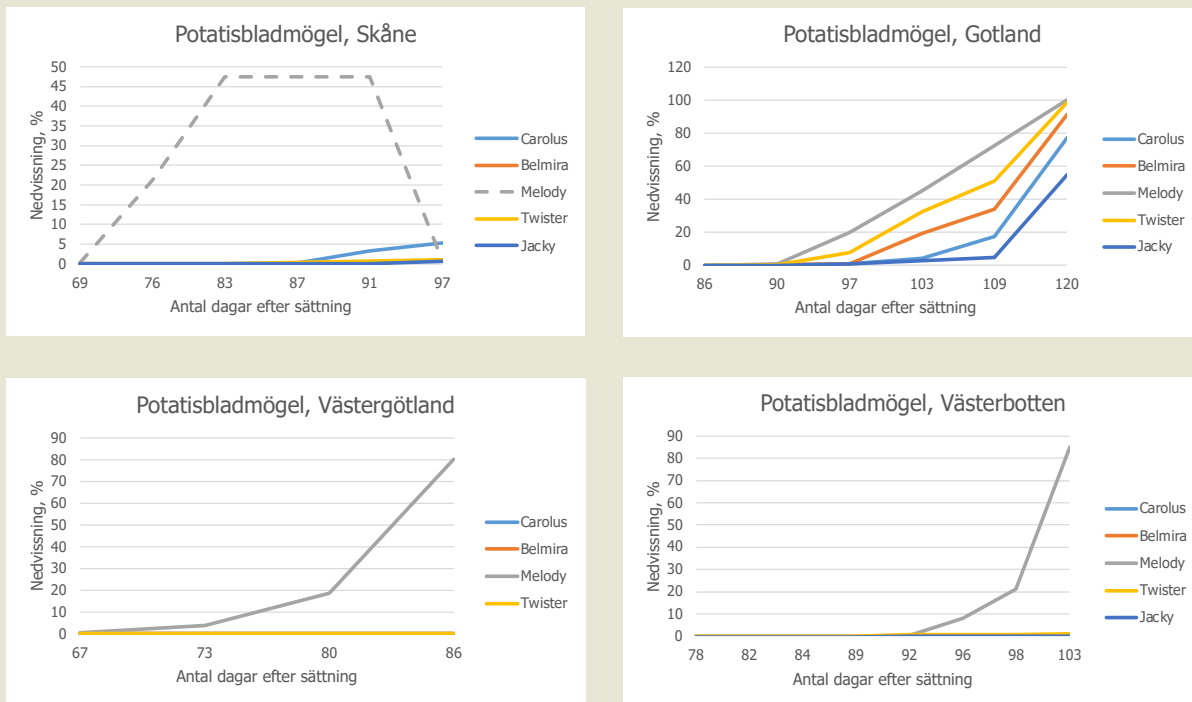 Potatisbladmögel, Skåne
50
45
40
35
30
25
20
15
10
5
0
Nedvissning, %
69 76 83 87 91 97
Antal dagar efter sättning
Carolus
Belmira
Melody
Twister
Jacky
Potatisbladmögel, Gotland
120
100
80
60
40
20
0
Nedvissning, %
86 90 97 103 109 120
Antal dagar efter sättning
Carolus
Belmira
Melody
Twister
Jacky
Potatisbladmögel, Västergötland
90
80
70
60
50
40
30
20
10
0
Nedvissning, %
67 73 80 86
Antal dagar efter sättning
Carolus
Belmira
Melody
Twister
Potatisbladmögel, Västerbotten
90
80
70
60
50
40
30
20
10
0
Nedvissning, %
78 82 84 89 92 96 98 103
Antal dagar efter sättning
Carolus
Belmira
Melody
Twister
Jacky